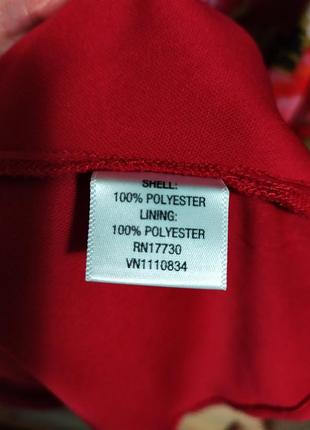 SHELL:
100% POLYESTER
LINING:
100% POLYESTER
RN17730
VN1110834